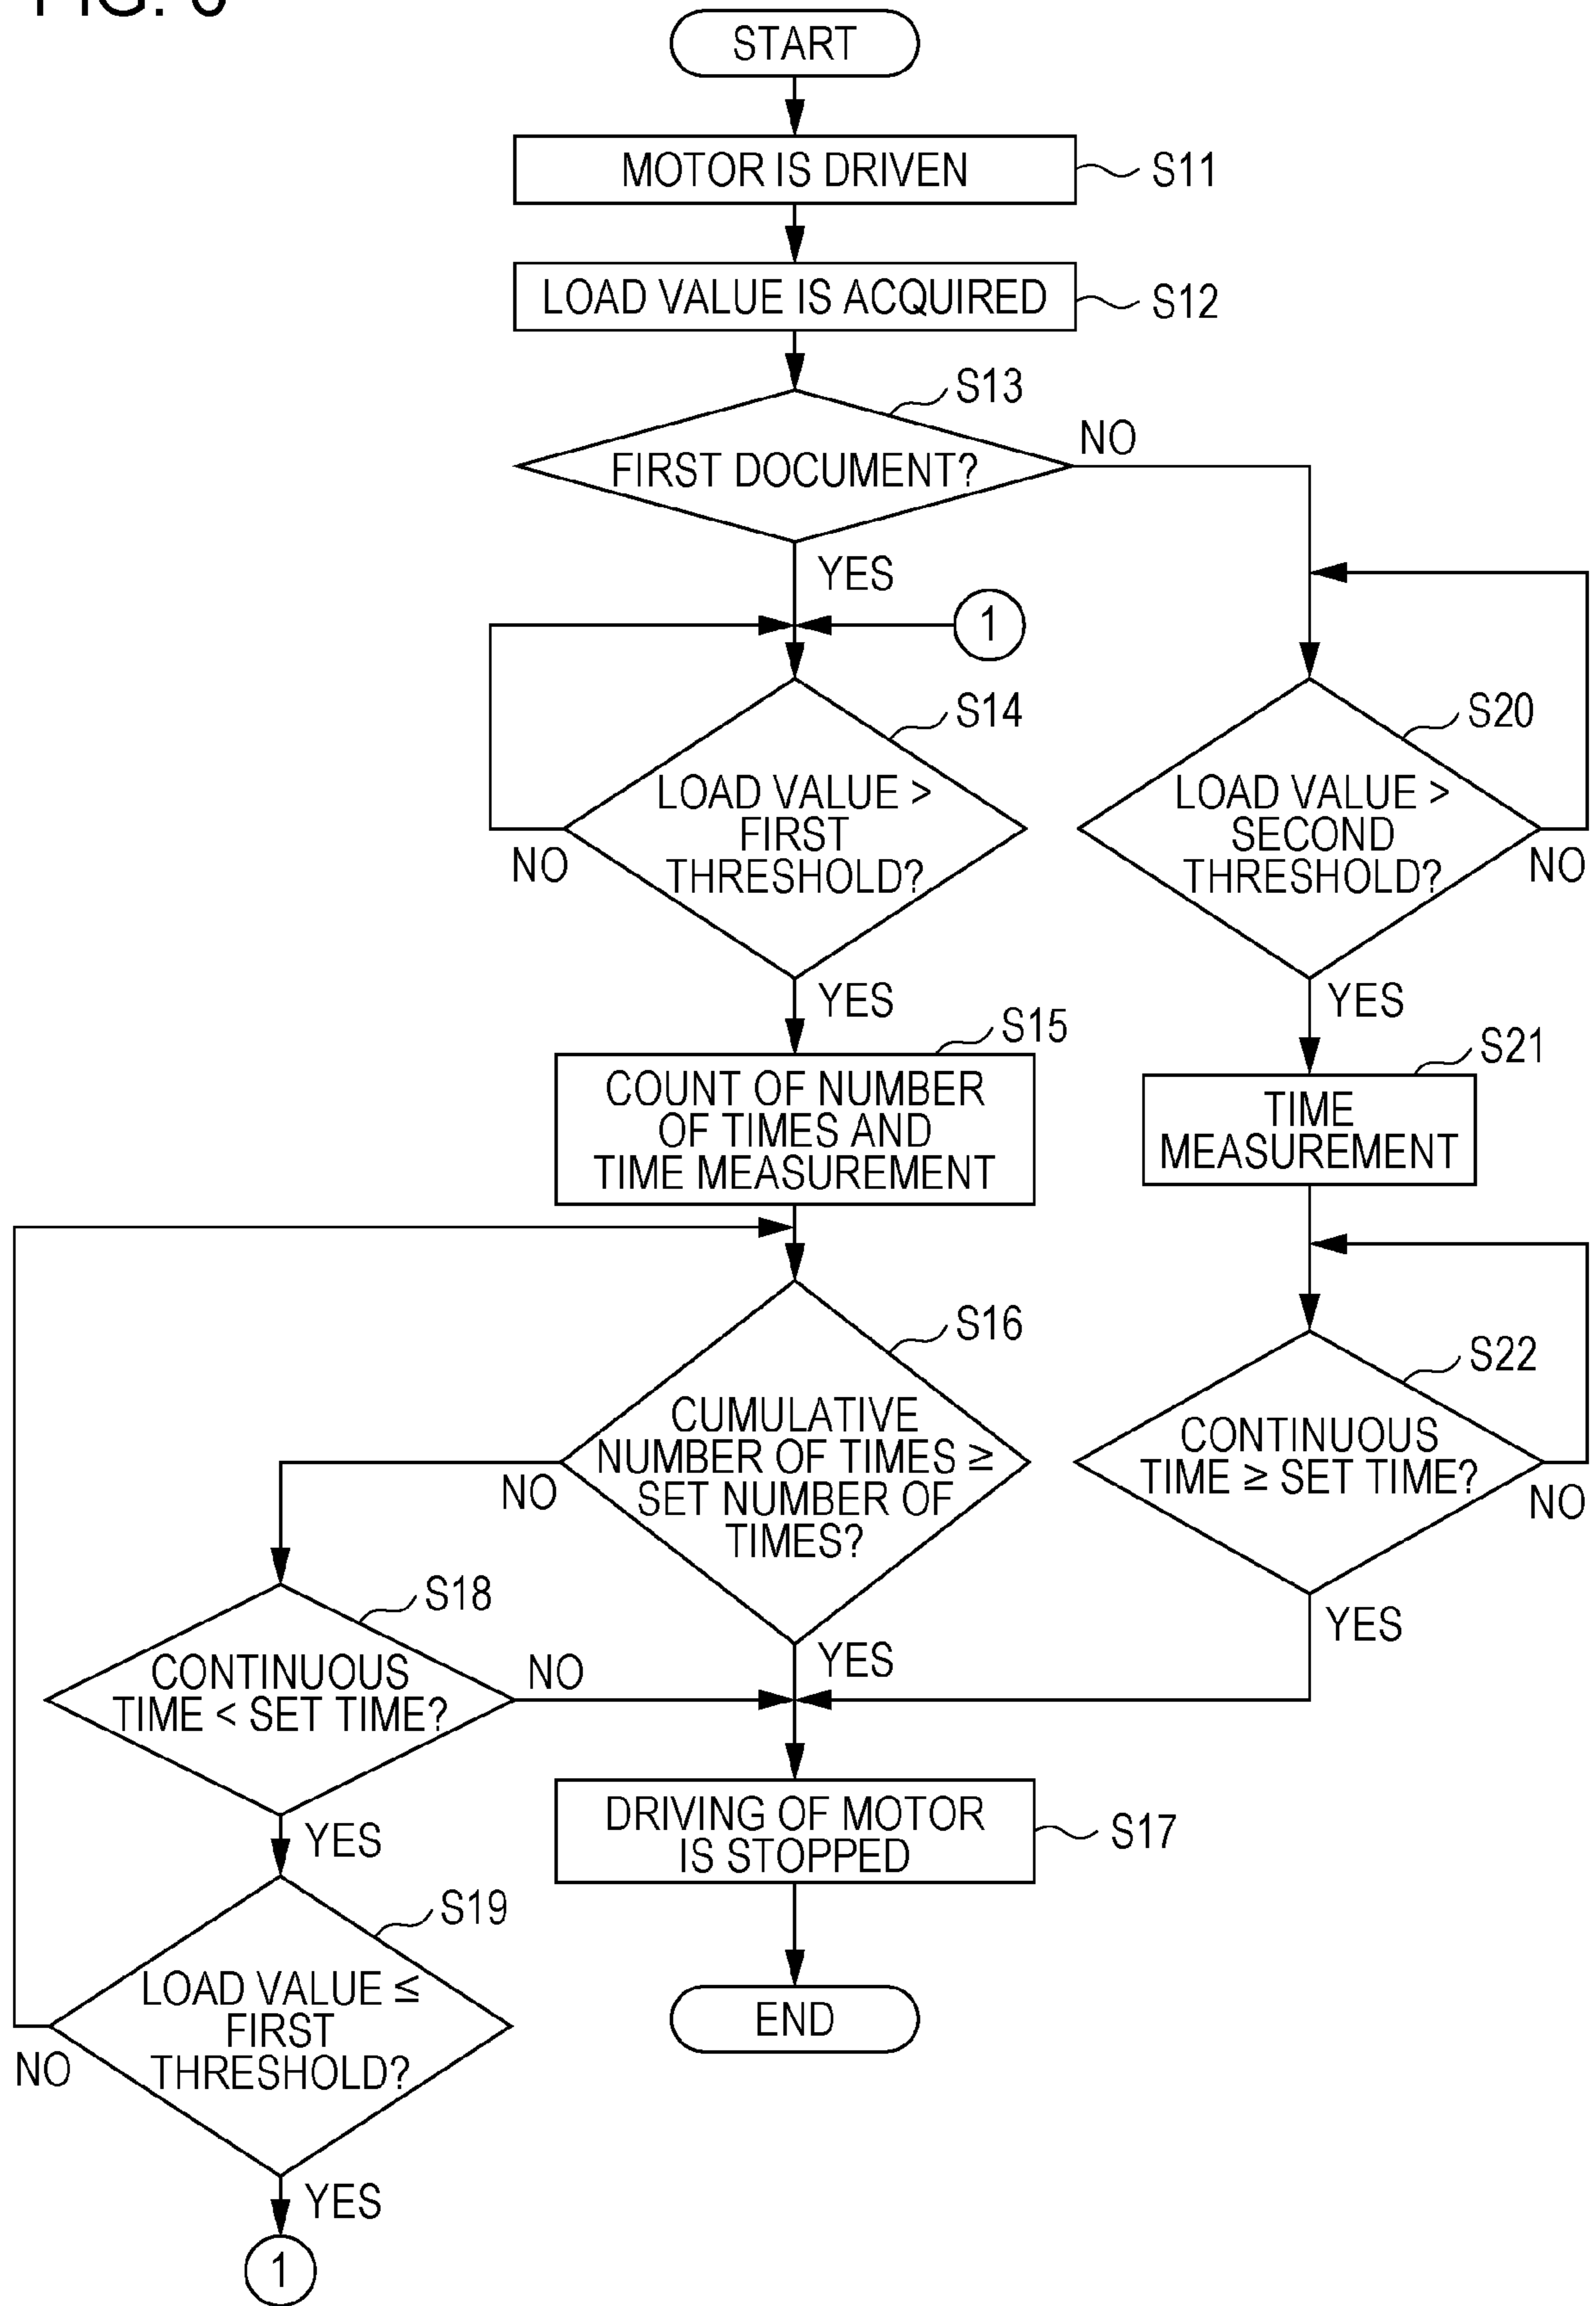 START
MOTOR IS DRIVEN
S11
LOAD VALUE IS ACQUIRED
S12
S13
FIRST DOCUMENT?
NO
YES
1
S14
LOAD VALUE >
FIRST
THRESHOLD?
NO
YES
S20
LOAD VALUE >
SECOND
THRESHOLD?
NO
YES
S15
COUNT OF NUMBER
OF TIMES AND
TIME MEASUREMENT
S21
TIME
MEASUREMENT
S16
CUMULATIVE
NUMBER OF TIMES ≥
SET NUMBER OF
TIMES?
NO
YES
S22
CONTINUOUS
TIME ≥ SET TIME?
NO
YES
S18
CONTINUOUS
TIME < SET TIME?
NO
YES
DRIVING OF MOTOR
IS STOPPED
S17
S19
LOAD VALUE ≤
FIRST
THRESHOLD?
NO
YES
END
1